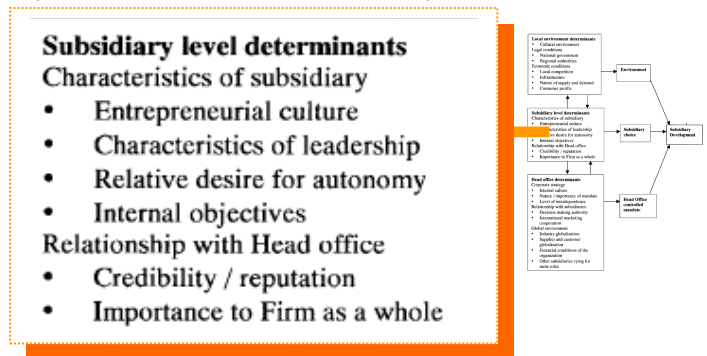 Subsidiary level determinants
Characteristics of subsidiary
• Entrepreneurial culture
• Characteristics of leadership
• Relative desire for autonomy
• Internal objectives
Relationship with Head office
• Credibility / reputation
• Importance to Firm as a whole
Local environment determinants
• Cultural environment
Legal conditions
• National government
• Regional authorities
Economic conditions
• Local competition
• Infrastructure
• Nature of supply and demand
• Consumer profile
Environment
Subsidiary level determinants
Characteristics of subsidiary
• Entrepreneurial culture
characteristics of leadership
desire for autonomy
• Internal objectives
Relationship with Head office
• Credibility / reputation
• Importance to Firm as a whole
Subsidiary
choice
Subsidiary
Development
Head office determinants
Corporate strategy
• Internal culture
• Nature / importance of mandate
• Level of interdependence
Relationship with subsidiaries
• Decision making authority
• International marketing
cooperation
Global environment
• Industry globalization
• Supplier and customer
globalization
• Financial conditions of the
organization
• Other subsidiaries vying for
same roles
Head Office
controlled
mandate